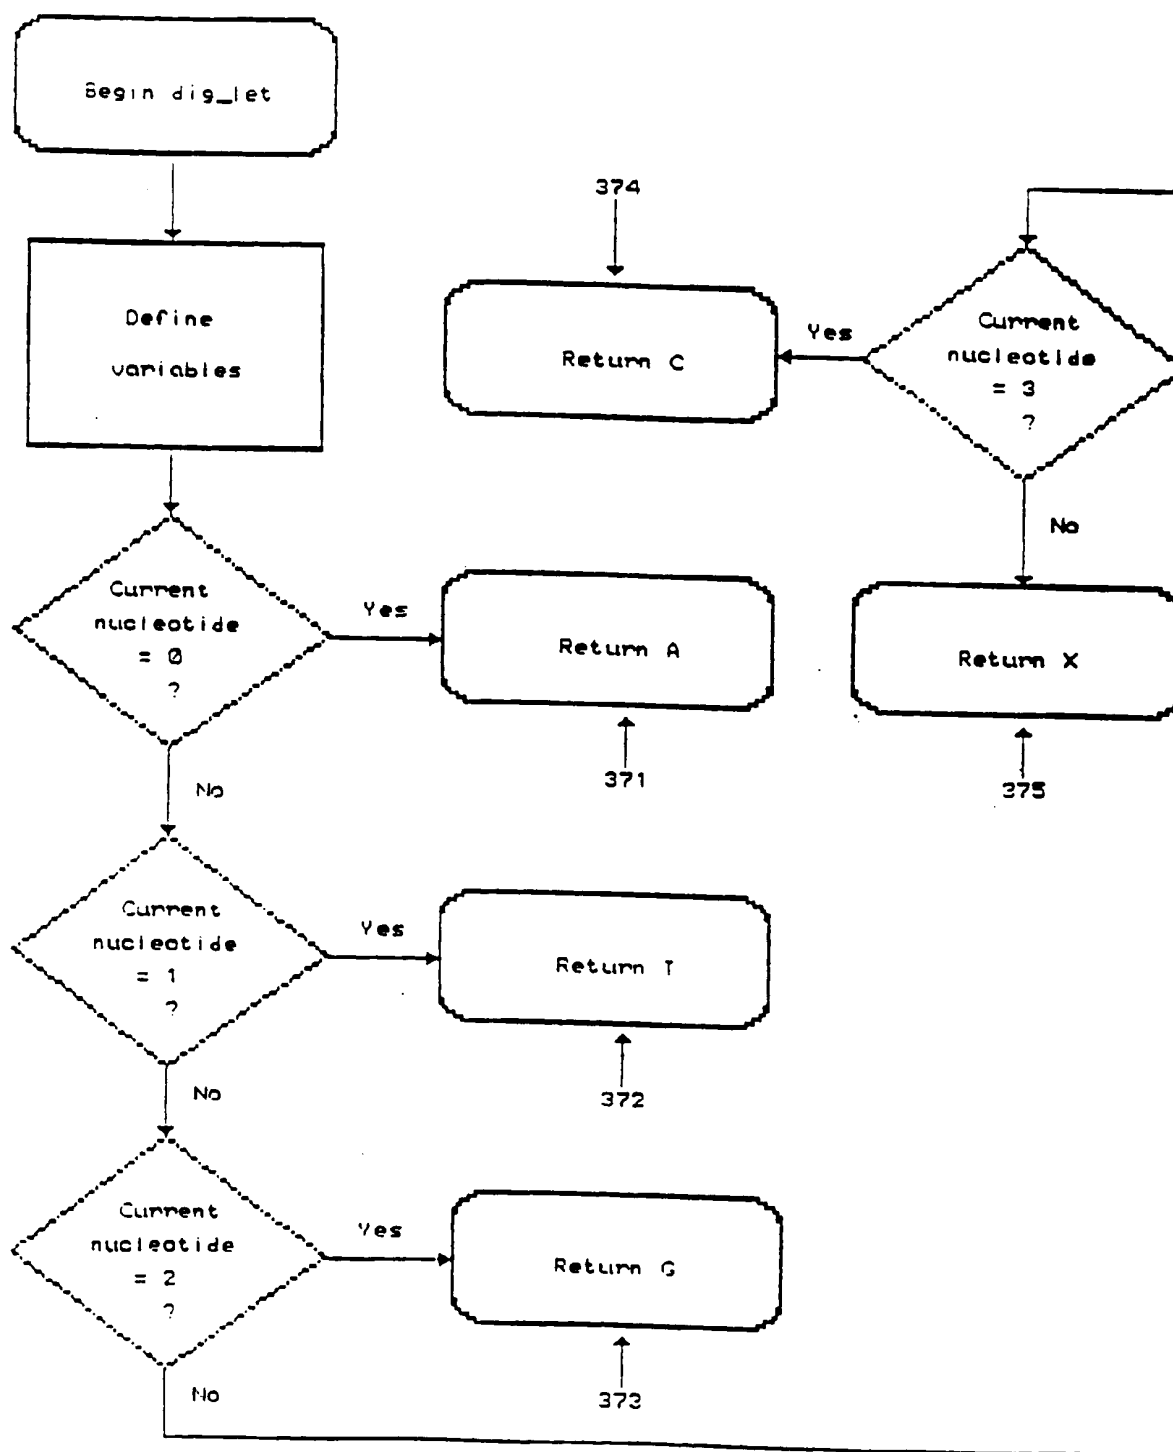 Begin dig_let
Define
variables
Current
nucleotide
= 0
?
Yes
Return A
371
No
Current
nucleotide
= 1
?
Yes
Return T
372
No
Current
nucleotide
= 2
?
Yes
Return G
373
No
Current
nucleotide
= 3
?
Yes
Return C
374
No
Return X
375